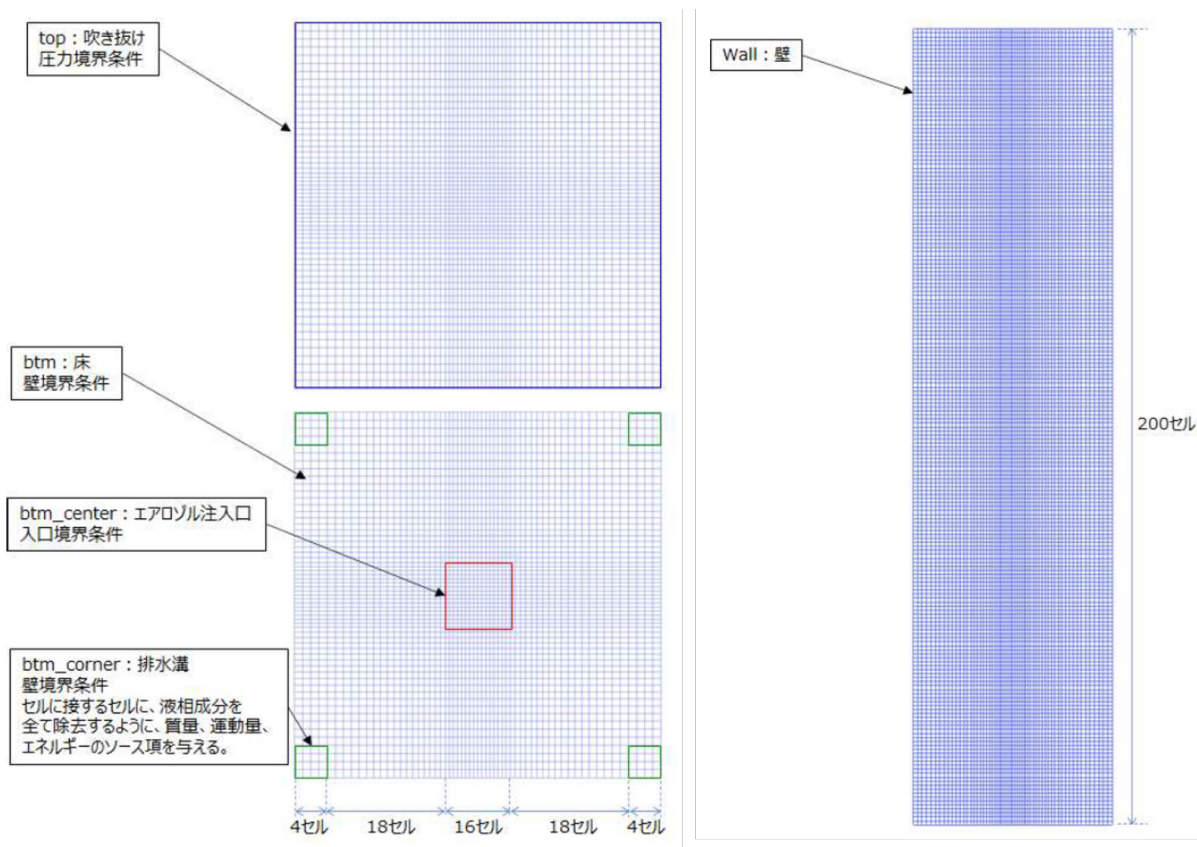 top：吹き抜け
圧力境界条件
btm：床
壁境界条件
btm_center：エアロゾル注入口
入口境界条件
btm_corner：排水溝
壁境界条件
セルに接するセルに、液相成分を
全て除去するように、質量、運動量、
エネルギーのソース項を与える。
4セル
18セル
16セル
18セル
4セル
Wall：壁
200セル